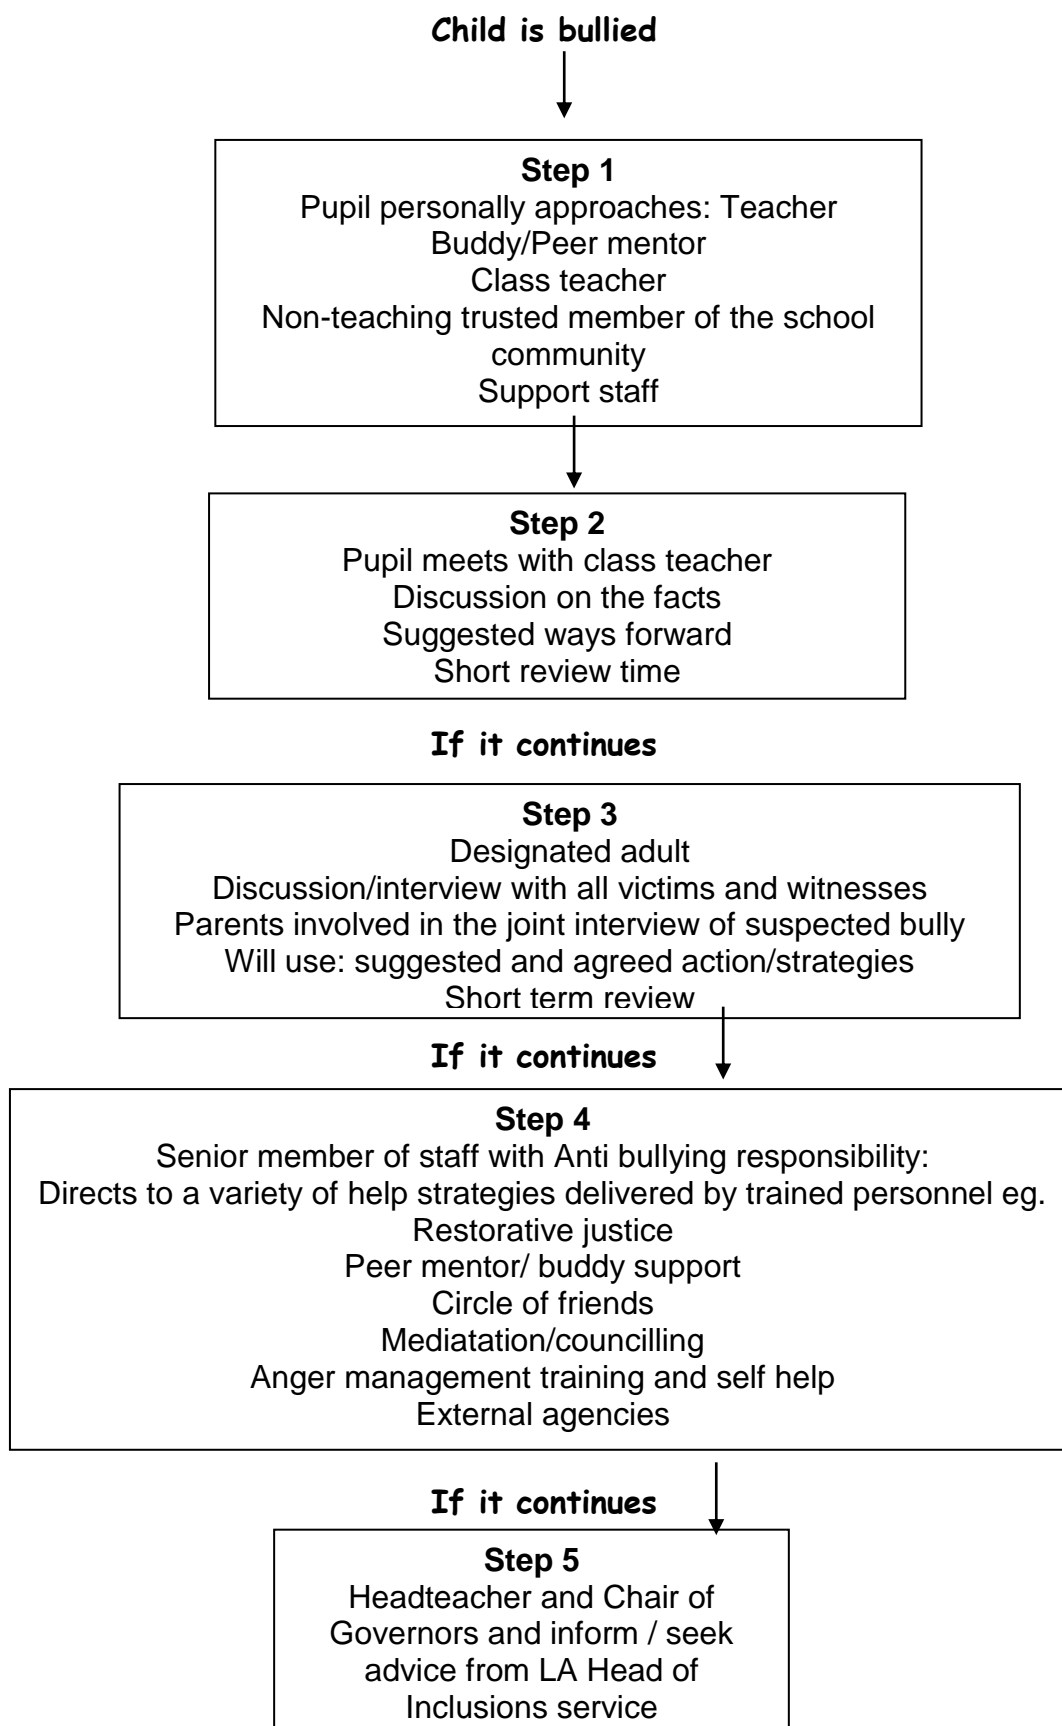 Child is bullied
Step 1
Pupil personally approaches: Teacher
Buddy/Peer mentor
Class teacher
Non-teaching trusted member of the school
community
Support staff
Step 2
Pupil meets with class teacher
Discussion on the facts
Suggested ways forward
Short review time
If it continues
Step 3
Designated adult
Discussion/interview with all victims and witnesses
Parents involved in the joint interview of suspected bully
Will use: suggested and agreed action/strategies
Short term review
If it continues
Step 4
Senior member of staff with Anti bullying responsibility:
Directs to a variety of help strategies delivered by trained personnel eg.
Restorative justice
Peer mentor/ buddy support
Circle of friends
Mediatation/councilling
Anger management training and self help
External agencies
If it continues
Step 5
Headteacher and Chair of
Governors and inform / seek
advice from LA Head of
Inclusions service